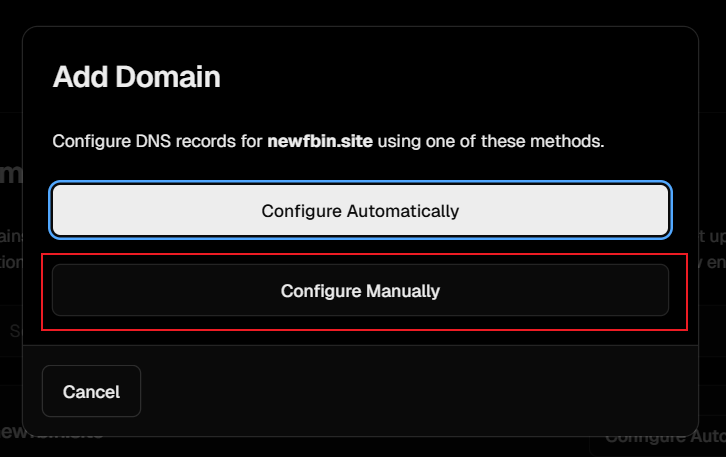 Add Domain
Configure DNS records for newfbin.site using one of these methods.
Configure Automatically
Configure Manually
Cancel